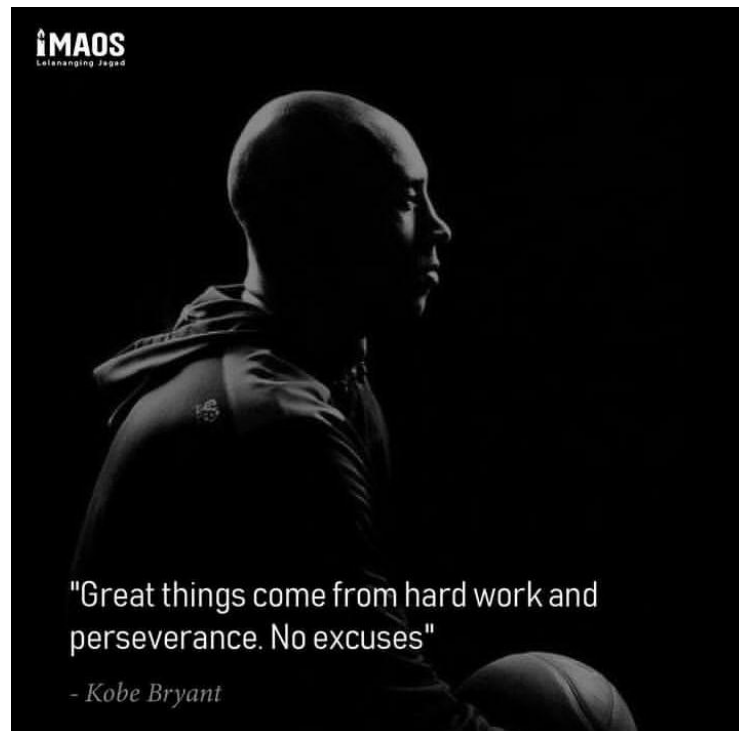 iMAOS
Lelananging Jagad
"Great things come from hard work and
perseverance. No excuses"
- Kobe Bryant